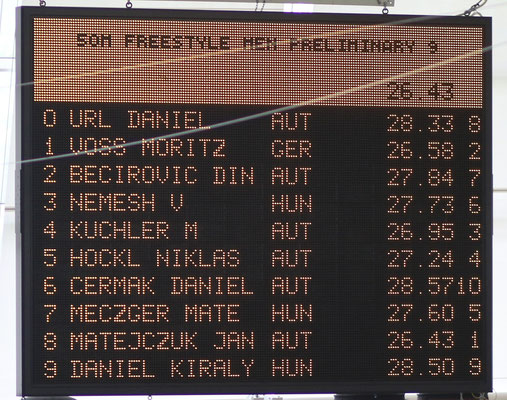 50M FREESTYLE MEN PRELIMINARY 9
26.43
0 URL DANIEL AUT 28.33 8
1 VOSS MORITZ GER 26.58 2
2 BECIROVIC DIN AUT 27.84 7
3 NEMESH V HUN 27.73 6
4 KUCHLER M AUT 26.95 3
5 HOCKL NIKLAS AUT 27.24 4
6 CERMAK DANIEL AUT 28.57 10
7 MECZGER MATE HUN 27.60 5
8 MATEJCZUK JAN AUT 26.43 1
9 DANIEL KIRALY HUN 28.50 9